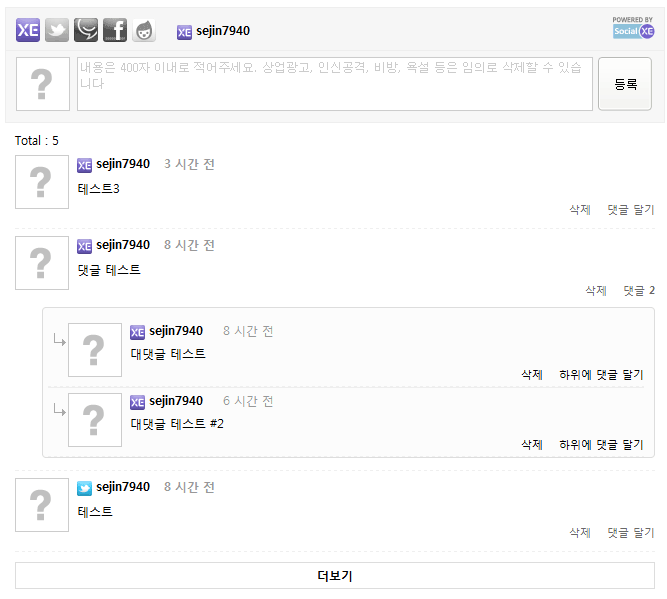 XE sejin7940
POWERED BY
Social XE
?
내용은 400자 이내로 적어주세요. 상업광고, 인신공격, 비방, 욕설 등은 임의로 삭제할 수 있습
니다
등록
Total : 5
? XE sejin7940 3 시간 전
테스트3
삭제 댓글 달기
? XE sejin7940 8 시간 전
댓글 테스트
삭제 댓글 2
? XE sejin7940 8 시간 전
대댓글 테스트
삭제 하위에 댓글 달기
? XE sejin7940 6 시간 전
대댓글 테스트 #2
삭제 하위에 댓글 달기
? sejin7940 8 시간 전
테스트
삭제 댓글 달기
더보기